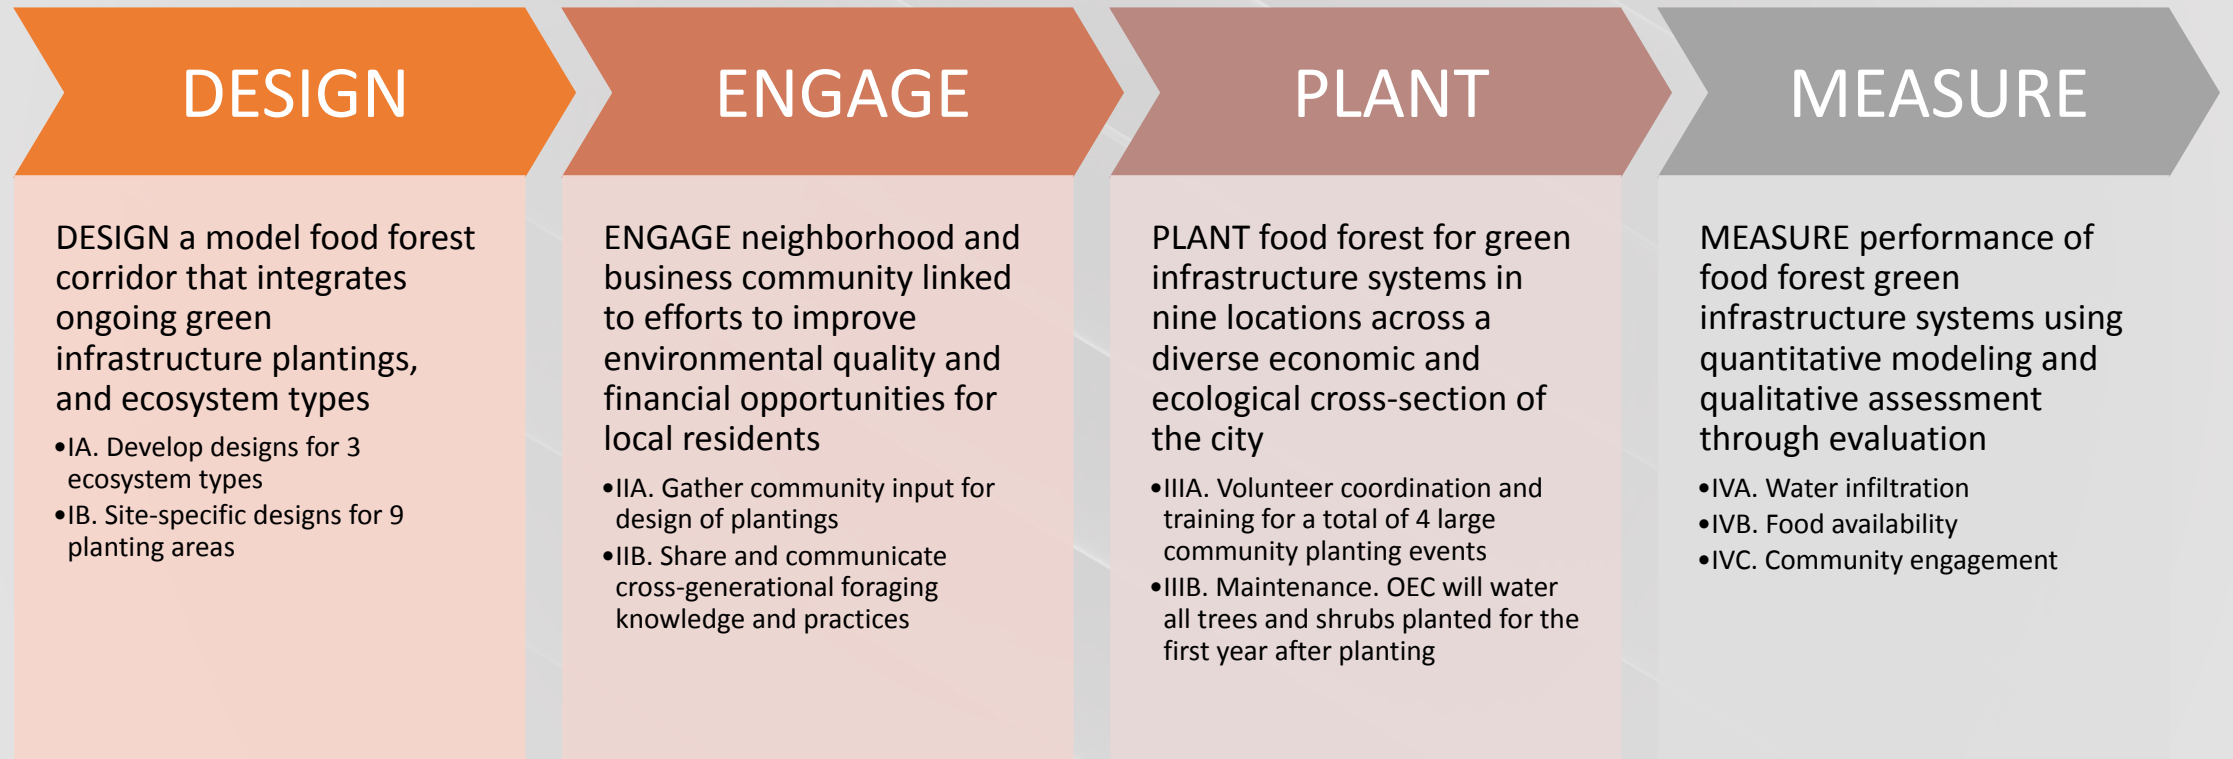 DESIGN
DESIGN a model food forest
corridor that integrates
ongoing green
infrastructure plantings,
and ecosystem types
•IA. Develop designs for 3
ecosystem types
•IB. Site-specific designs for 9
planting areas
ENGAGE
ENGAGE neighborhood and
business community linked
to efforts to improve
environmental quality and
financial opportunities for
local residents
•IIA. Gather community input for
design of plantings
•IIB. Share and communicate
cross-generational foraging
knowledge and practices
PLANT
PLANT food forest for green
infrastructure systems in
nine locations across a
diverse economic and
ecological cross-section of
the city
•IIIA. Volunteer coordination and
training for a total of 4 large
community planting events
•IIIB. Maintenance. OEC will water
all trees and shrubs planted for the
first year after planting
MEASURE
MEASURE performance of
food forest green
infrastructure systems using
quantitative modeling and
qualitative assessment
through evaluation
•IVA. Water infiltration
•IVB. Food availability
•IVC. Community engagement